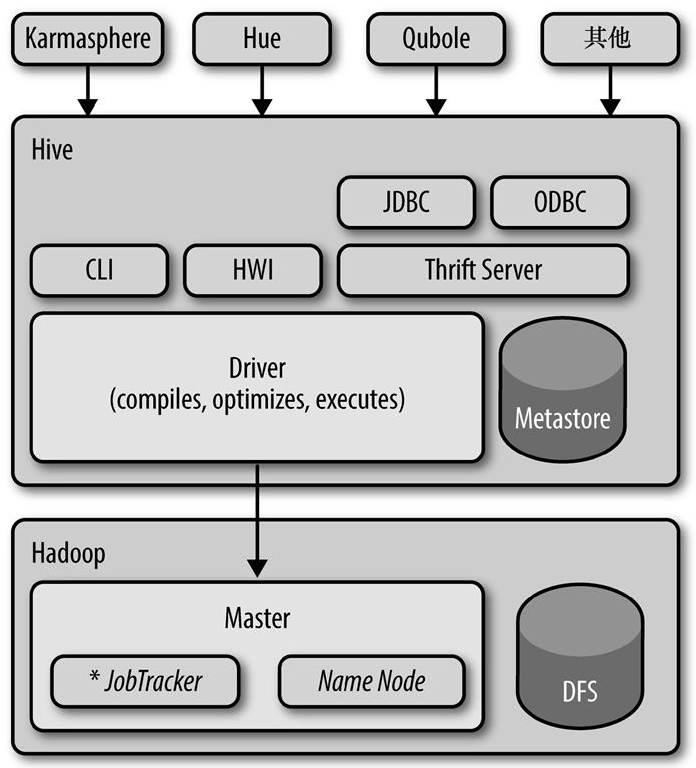 Karmasphere
Hue
Qubole
其他
Hive
JDBC
ODBC
CLI
HWI
Thrift Server
Driver
(compiles, optimizes, executes)
Metastore
Hadoop
Master
* JobTracker
Name Node
DFS